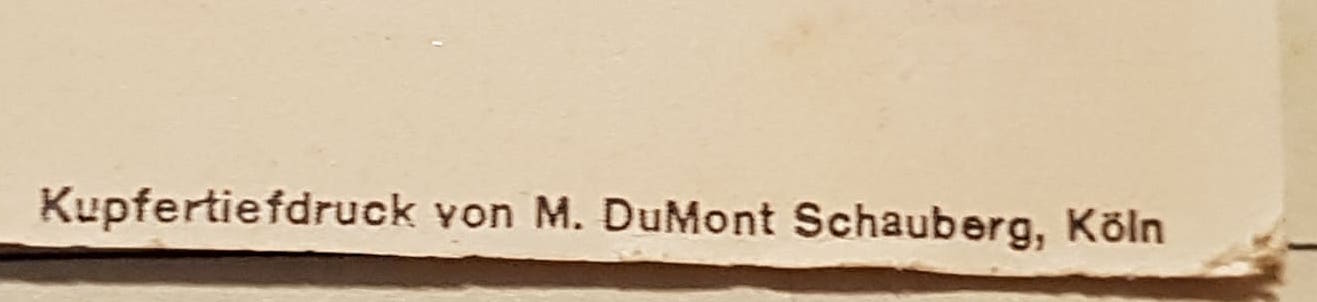 Kupfertiefdruck von M. DuMont Schauberg, Köln